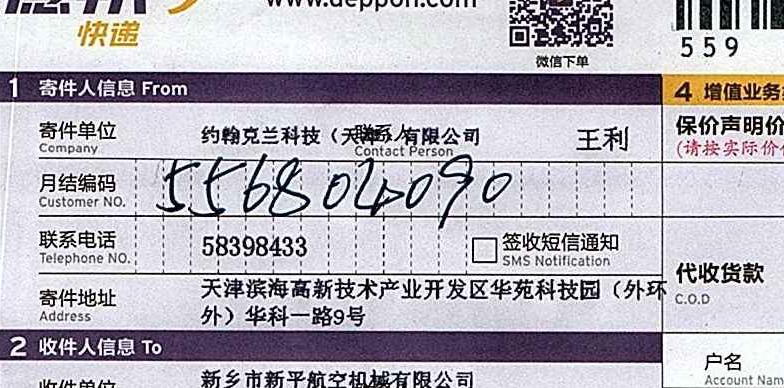 www.deppon.com
快递
微信下单
559
1 寄件人信息 From
4 增值业务
寄件单位 约翰克兰科技（天津）有限公司 联系人 王利
Company Contact Person
保价声明价
(请按实际价
月结编码 5568040090
Customer NO.
联系电话 58398433 签收短信通知
Telephone NO. SMS Notification
代收货款
C.O.D
寄件地址 天津滨海高新技术产业开发区华苑科技园（外环
Address 外）华科一路9号
2 收件人信息 To
户名
Account Nam
收件单位 新乡市新平航空机械有限公司